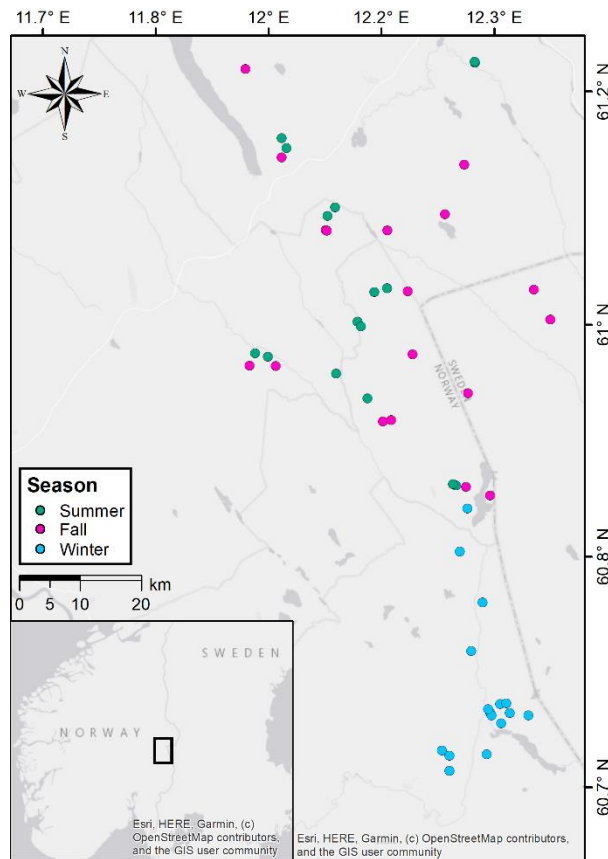 11.7° E 11.8° E 12° E 12.2° E 12.3° E
N
W E
S
61.2° N
61° N
60.8° N
60.7° N
SWEDEN
NORWAY
Season
Summer
Fall
Winter
km
0 5 10 20
SWEDEN
NORWAY
Esri, HERE, Garmin, (c)
OpenStreetMap contributors,
and the GIS user community
Esri, HERE, Garmin, (c) OpenStreetMap contributors,
and the GIS user community